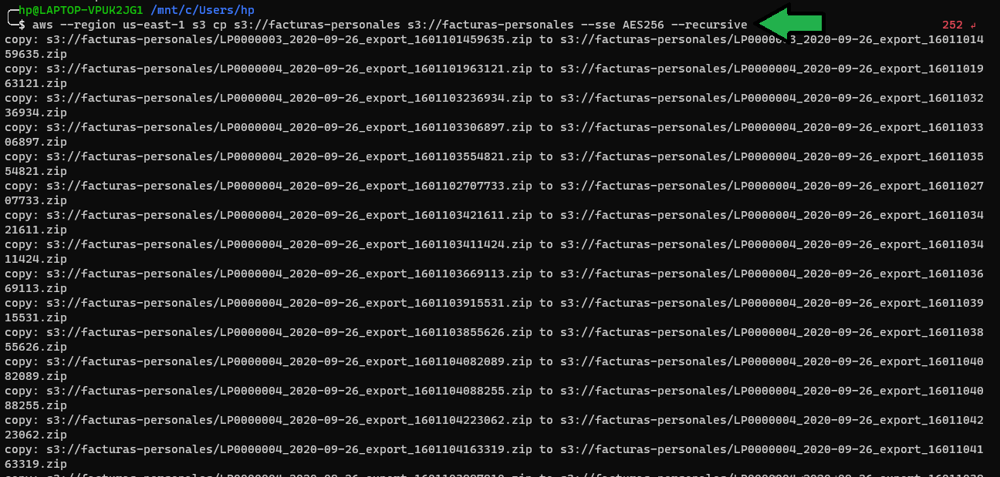 hp@LAPTOP-VPUK2JG1 /mnt/c/Users/hp
$ aws --region us-east-1 s3 cp s3://facturas-personales s3://facturas-personales --sse AES256 --recursive 252 ↲
copy: s3://facturas-personales/LP0000003_2020-09-26_export_1601101459635.zip to s3://facturas-personales/LP0000003_2020-09-26_export_16011014
59635.zip
copy: s3://facturas-personales/LP0000004_2020-09-26_export_1601101963121.zip to s3://facturas-personales/LP0000004_2020-09-26_export_16011019
63121.zip
copy: s3://facturas-personales/LP0000004_2020-09-26_export_1601103236934.zip to s3://facturas-personales/LP0000004_2020-09-26_export_16011032
36934.zip
copy: s3://facturas-personales/LP0000004_2020-09-26_export_1601103306897.zip to s3://facturas-personales/LP0000004_2020-09-26_export_16011033
06897.zip
copy: s3://facturas-personales/LP0000004_2020-09-26_export_1601103554821.zip to s3://facturas-personales/LP0000004_2020-09-26_export_16011035
54821.zip
copy: s3://facturas-personales/LP0000004_2020-09-26_export_1601102707733.zip to s3://facturas-personales/LP0000004_2020-09-26_export_16011027
07733.zip
copy: s3://facturas-personales/LP0000004_2020-09-26_export_1601103421611.zip to s3://facturas-personales/LP0000004_2020-09-26_export_16011034
21611.zip
copy: s3://facturas-personales/LP0000004_2020-09-26_export_1601103411424.zip to s3://facturas-personales/LP0000004_2020-09-26_export_16011034
11424.zip
copy: s3://facturas-personales/LP0000004_2020-09-26_export_1601103669113.zip to s3://facturas-personales/LP0000004_2020-09-26_export_16011036
69113.zip
copy: s3://facturas-personales/LP0000004_2020-09-26_export_1601103915531.zip to s3://facturas-personales/LP0000004_2020-09-26_export_16011039
15531.zip
copy: s3://facturas-personales/LP0000004_2020-09-26_export_1601103855626.zip to s3://facturas-personales/LP0000004_2020-09-26_export_16011038
55626.zip
copy: s3://facturas-personales/LP0000004_2020-09-26_export_1601104082089.zip to s3://facturas-personales/LP0000004_2020-09-26_export_16011040
82089.zip
copy: s3://facturas-personales/LP0000004_2020-09-26_export_1601104088255.zip to s3://facturas-personales/LP0000004_2020-09-26_export_16011040
88255.zip
copy: s3://facturas-personales/LP0000004_2020-09-26_export_1601104223062.zip to s3://facturas-personales/LP0000004_2020-09-26_export_16011042
23062.zip
copy: s3://facturas-personales/LP0000004_2020-09-26_export_1601104163319.zip to s3://facturas-personales/LP0000004_2020-09-26_export_16011041
63319.zip